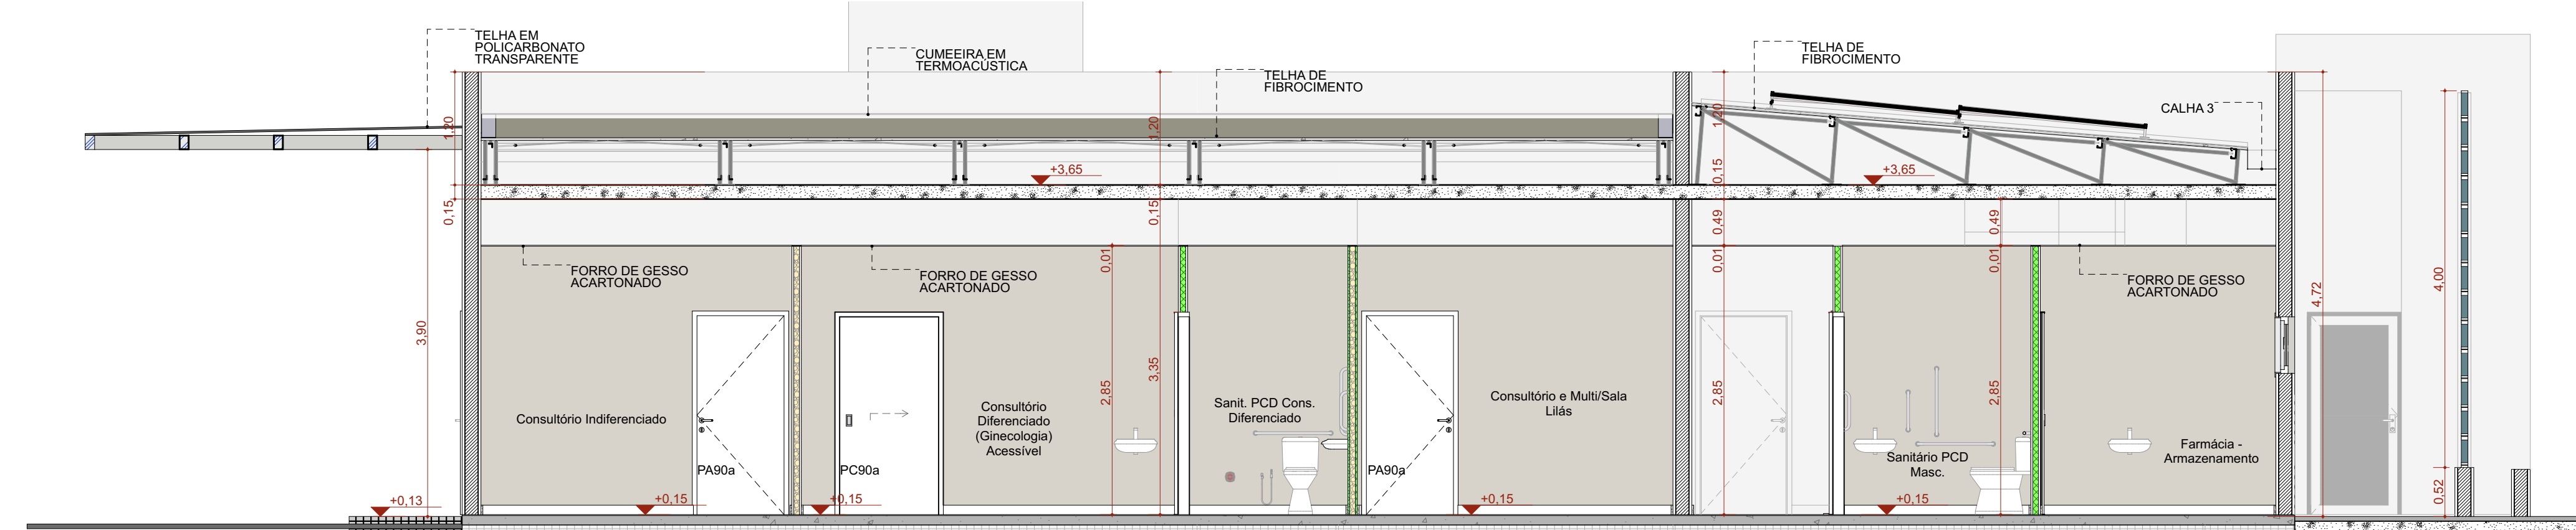 TELHA EM
POLICARBONATO
TRANSPARENTE
CUMEEIRA EM
TERMOACÚSTICA
TELHA DE
FIBROCIMENTO
TELHA DE
FIBROCIMENTO
CALHA 3
1,20
1,20
1,20
+3,65
+3,65
0,15
0,15
0,15
0,49
0,49
0,01
0,01
0,01
FORRO DE GESSO
ACARTONADO
FORRO DE GESSO
ACARTONADO
FORRO DE GESSO
ACARTONADO
3,90
2,85
3,35
2,85
2,85
4,72
4,00
0,52
Consultório Indiferenciado
Consultório
Diferenciado
(Ginecologia)
Acessível
Sanit. PCD Cons.
Diferenciado
Consultório e Multi/Sala
Lilás
Sanitário PCD
Masc.
Farmácia -
Armazenamento
PA90a
PC90a
PA90a
+0,13
+0,15
+0,15
+0,15
+0,15